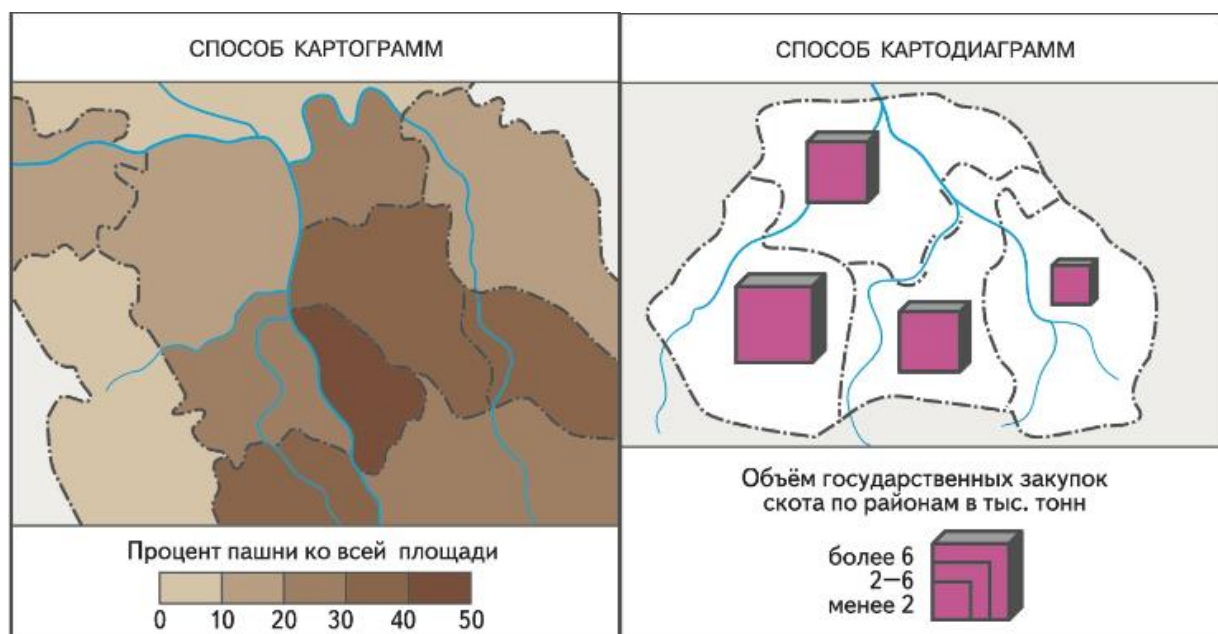 СПОСОБ КАРТОГРАММ
Процент пашни ко всей площади
0 10 20 30 40 50
СПОСОБ КАРТОДИАГРАММ
Объём государственных закупок
скота по районам в тыс. тонн
более 6
2–6
менее 2